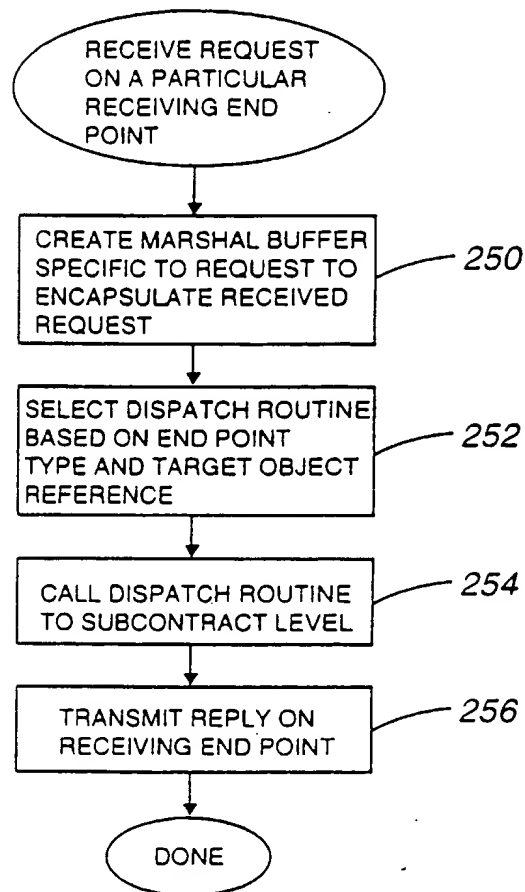 RECEIVE REQUEST
ON A PARTICULAR
RECEIVING END
POINT
CREATE MARSHAL BUFFER
SPECIFIC TO REQUEST TO
ENCAPSULATE RECEIVED
REQUEST
250
SELECT DISPATCH ROUTINE
BASED ON END POINT
TYPE AND TARGET OBJECT
REFERENCE
252
CALL DISPATCH ROUTINE
TO SUBCONTRACT LEVEL
254
TRANSMIT REPLY ON
RECEIVING END POINT
256
DONE